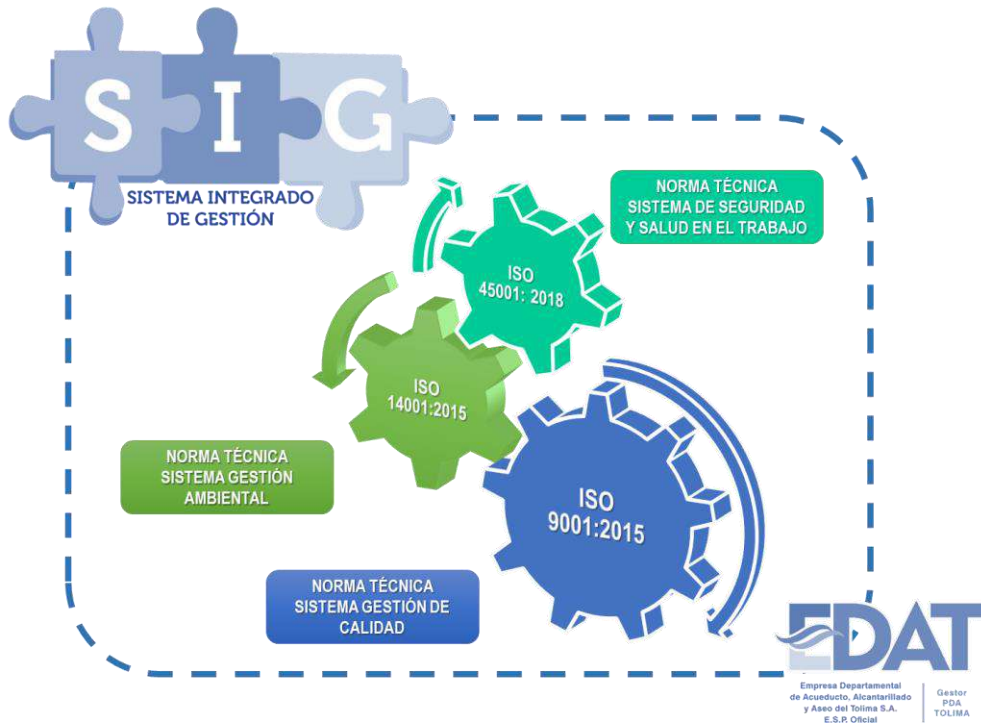 SIG
SISTEMA INTEGRADO
DE GESTIÓN
NORMA TÉCNICA
SISTEMA DE SEGURIDAD
Y SALUD EN EL TRABAJO
ISO
45001: 2018
ISO
14001:2015
NORMA TÉCNICA
SISTEMA GESTIÓN
AMBIENTAL
ISO
9001:2015
NORMA TÉCNICA
SISTEMA GESTIÓN DE
CALIDAD
EDAT
Empresa Departamental
de Acueducto, Alcantarillado
y Aseo del Tolima S.A.
E.S.P. Oficial
Gestor
PDA
TOLIMA